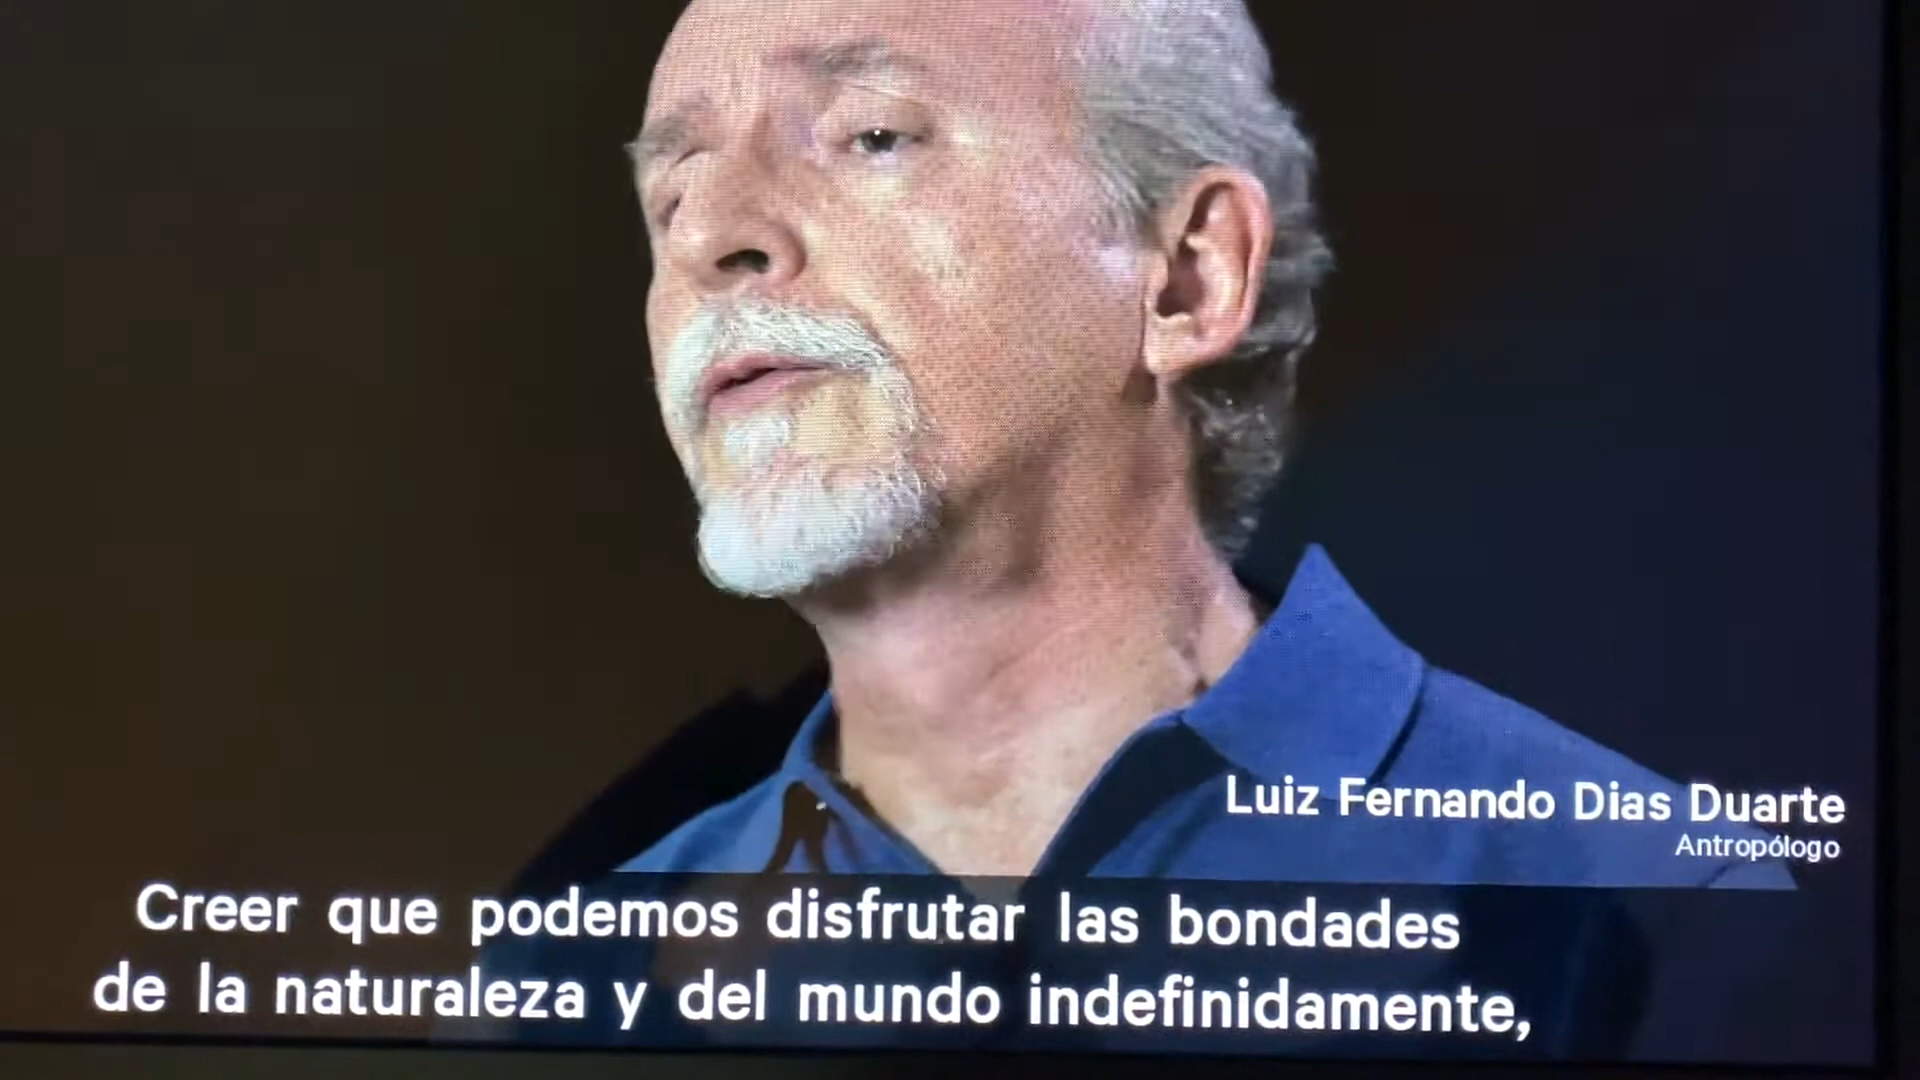 Luiz Fernando Dias Duarte
Antropólogo
Creer que podemos disfrutar las bondades
de la naturaleza y del mundo indefinidamente,